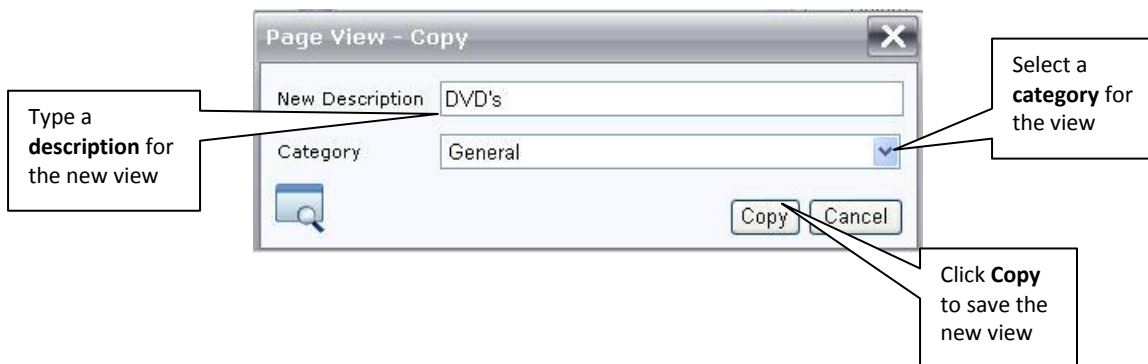 Page View - Copy
New Description DVD's
Category General
Copy Cancel
Type a
description for
the new view
Select a
category for
the view
Click Copy
to save the
new view